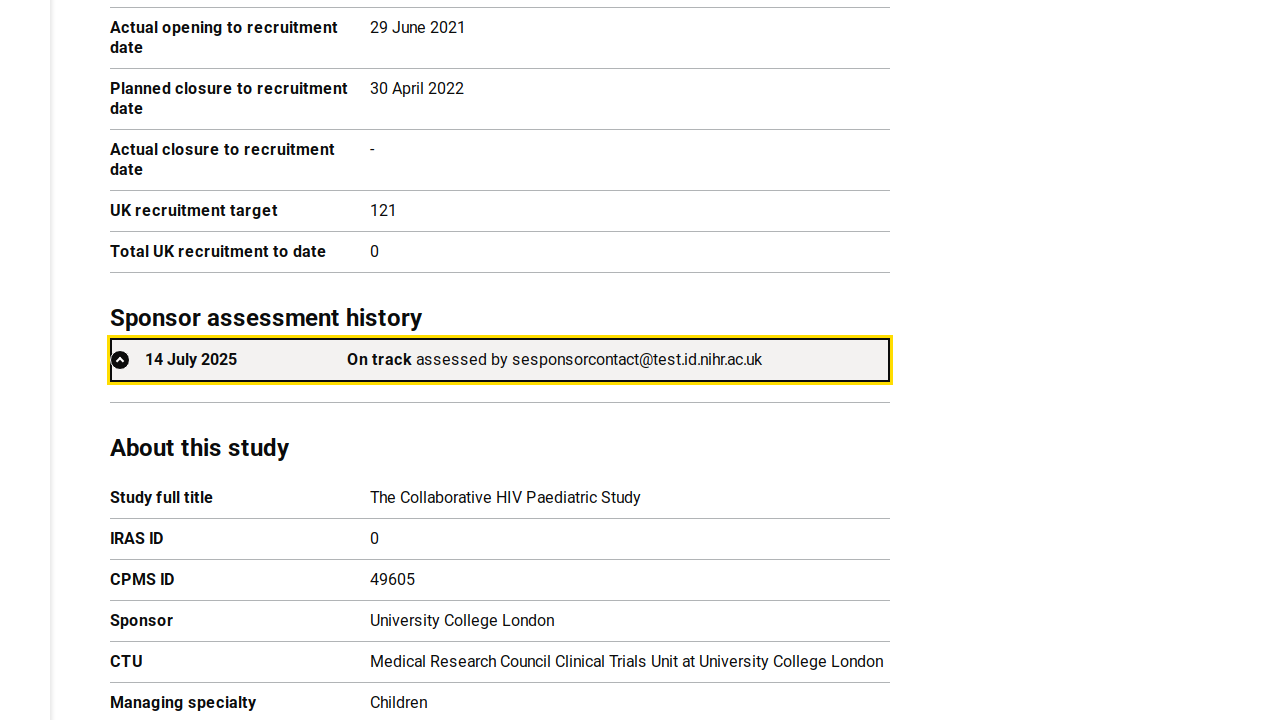 Actual opening to recruitment date 29 June 2021
Planned closure to recruitment date 30 April 2022
Actual closure to recruitment date -
UK recruitment target 121
Total UK recruitment to date 0
Sponsor assessment history
14 July 2025 On track assessed by sesponsorcontact@test.id.nihr.ac.uk
About this study
Study full title The Collaborative HIV Paediatric Study
IRAS ID 0
CPMS ID 49605
Sponsor University College London
CTU Medical Research Council Clinical Trials Unit at University College London
Managing specialty Children